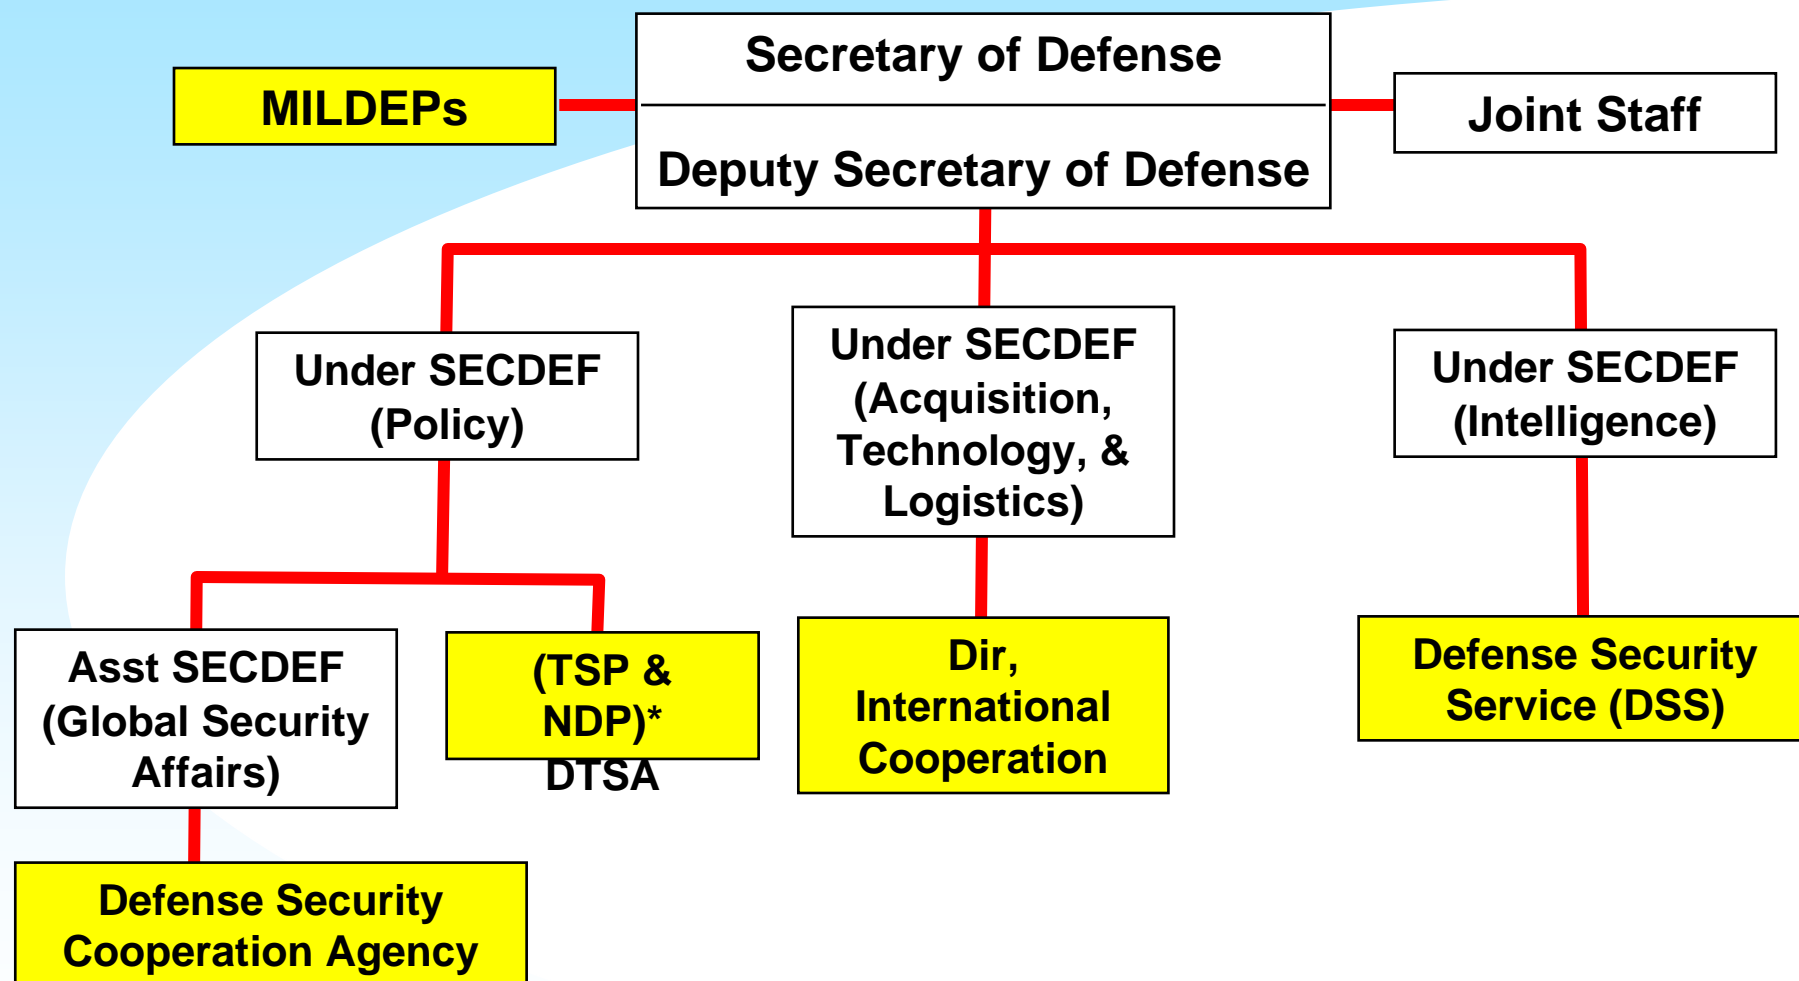 Secretary of Defense
MILDEPs
Joint Staff
Deputy Secretary of Defense
Under SECDEF
(Policy)
Under SECDEF
(Acquisition,
Technology, &
Logistics)
Under SECDEF
(Intelligence)
Asst SECDEF
(Global Security
Affairs)
(TSP &
NDP)*
DTSA
Dir,
International
Cooperation
Defense Security
Service (DSS)
Defense Security
Cooperation Agency